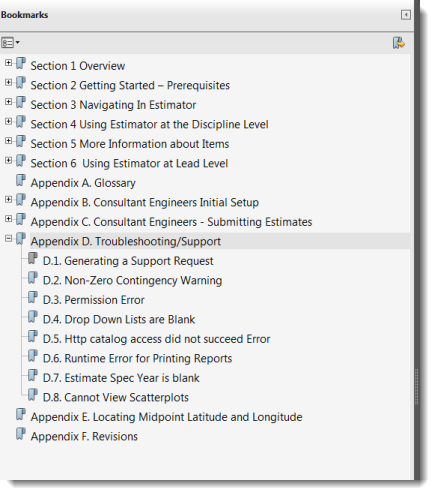 Bookmarks
Section 1 Overview
Section 2 Getting Started – Prerequisites
Section 3 Navigating In Estimator
Section 4 Using Estimator at the Discipline Level
Section 5 More Information about Items
Section 6  Using Estimator at Lead Level
Appendix A. Glossary
Appendix B. Consultant Engineers Initial Setup
Appendix C. Consultant Engineers - Submitting Estimates
Appendix D. Troubleshooting/Support
D.1. Generating a Support Request
D.2. Non-Zero Contingency Warning
D.3. Permission Error
D.4. Drop Down Lists are Blank
D.5. Http catalog access did not succeed Error
D.6. Runtime Error for Printing Reports
D.7. Estimate Spec Year is blank
D.8. Cannot View Scatterplots
Appendix E. Locating Midpoint Latitude and Longitude
Appendix F. Revisions